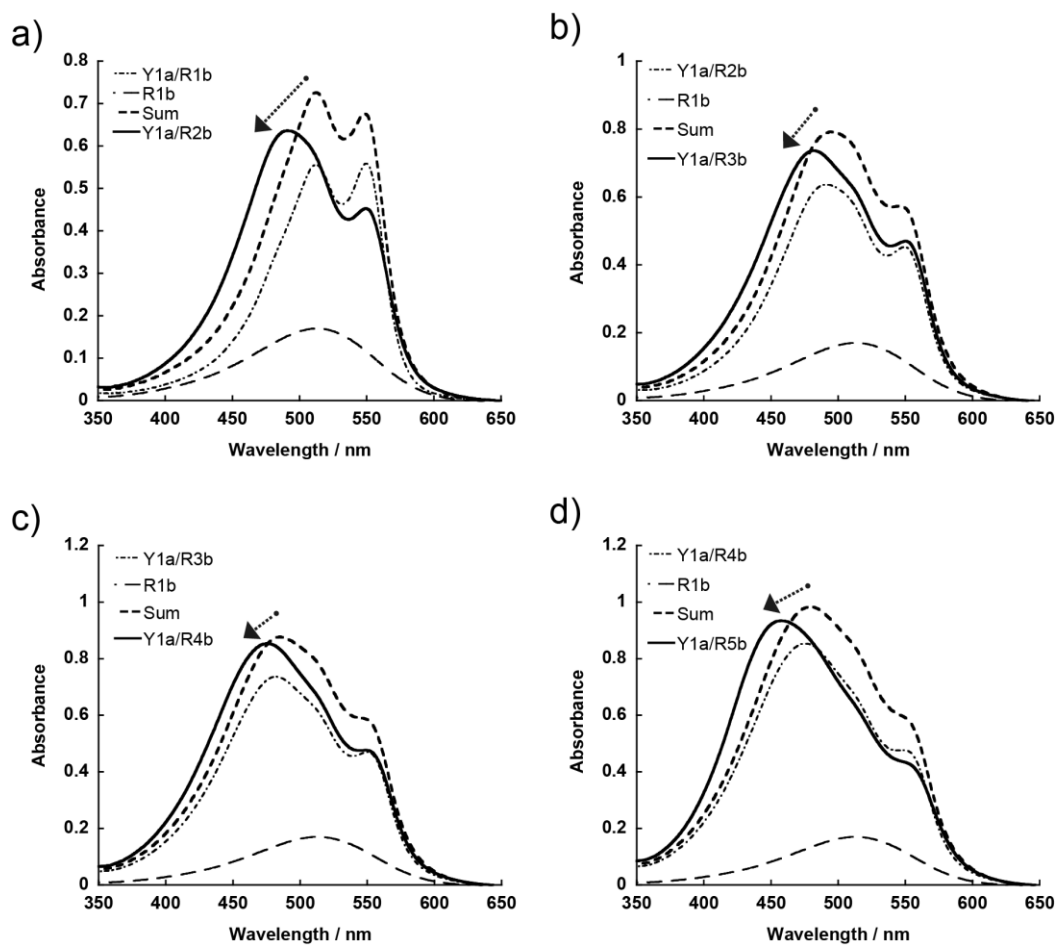 a)
0.8
0.7
0.6
0.5
0.4
0.3
0.2
0.1
0
Absorbance
Y1a/R1b
R1b
Sum
Y1a/R2b
350 400 450 500 550 600 650
Wavelength / nm
b)
1
0.8
0.6
0.4
0.2
0
Absorbance
Y1a/R2b
R1b
Sum
Y1a/R3b
350 400 450 500 550 600 650
Wavelength / nm
c)
1.2
1
0.8
0.6
0.4
0.2
0
Absorbance
Y1a/R3b
R1b
Sum
Y1a/R4b
350 400 450 500 550 600 650
Wavelength / nm
d)
1.2
1
0.8
0.6
0.4
0.2
0
Absorbance
Y1a/R4b
R1b
Sum
Y1a/R5b
350 400 450 500 550 600 650
Wavelength / nm